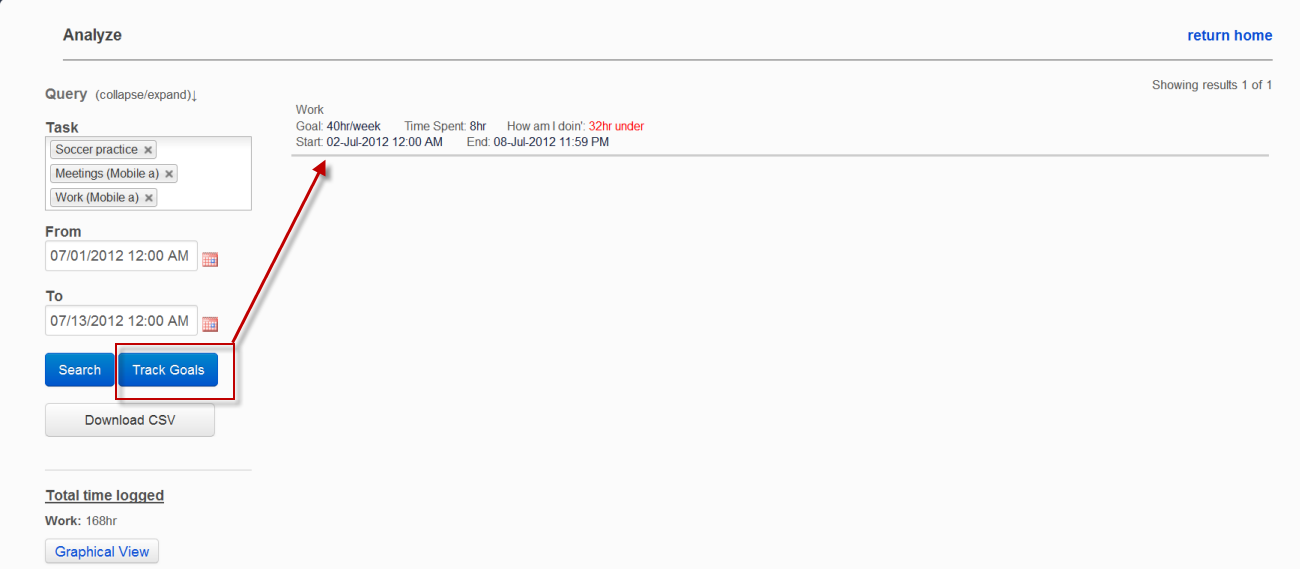 Analyze
return home
Showing results 1 of 1
Query (collapse/expand)↓
Task
Soccer practice ×
Meetings (Mobile a) ×
Work (Mobile a) ×
From
07/01/2012 12:00 AM
To
07/13/2012 12:00 AM
Search
Track Goals
Download CSV
Total time logged
Work: 168hr
Graphical View
Work
Goal: 40hr/week Time Spent: 8hr How am I doin': 32hr under
Start: 02-Jul-2012 12:00 AM End: 08-Jul-2012 11:59 PM